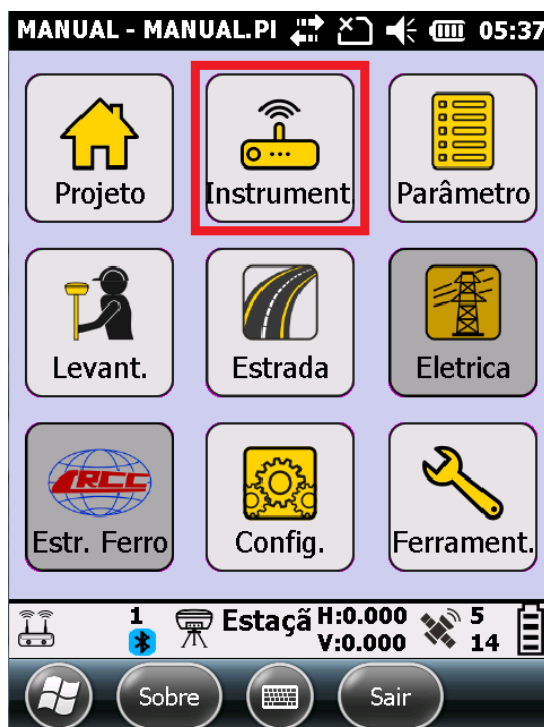 MANUAL - MANUAL.PI 05:37
Projeto
Instrument.
Parâmetro
Levant.
Estrada
Eletrica
CRCC
Estr. Ferro
Config.
Ferrament.
1 Estaçã H:0.000 5
V:0.000 14
Sobre
Sair